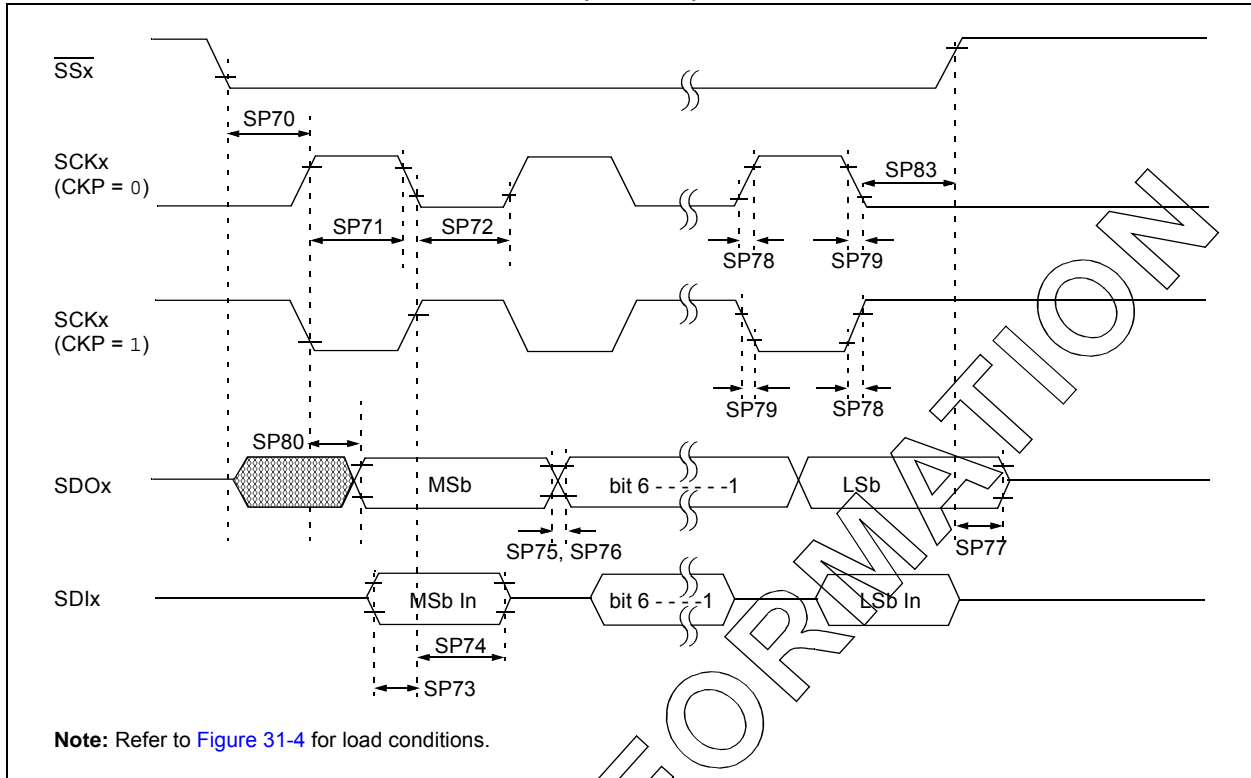 SSx
SP70
SCKx
(CKP = 0)
SP83
SP71
SP72
SP78
SP79
SCKx
(CKP = 1)
SP79
SP78
SP80
SDOx
MSb
bit 6 - - - - - -1
LSb
SP75, SP76
SP77
SDIx
MSb In
bit 6 - - - -1
LSb In
SP74
SP73
Note: Refer to Figure 31-4 for load conditions.
FORMATION